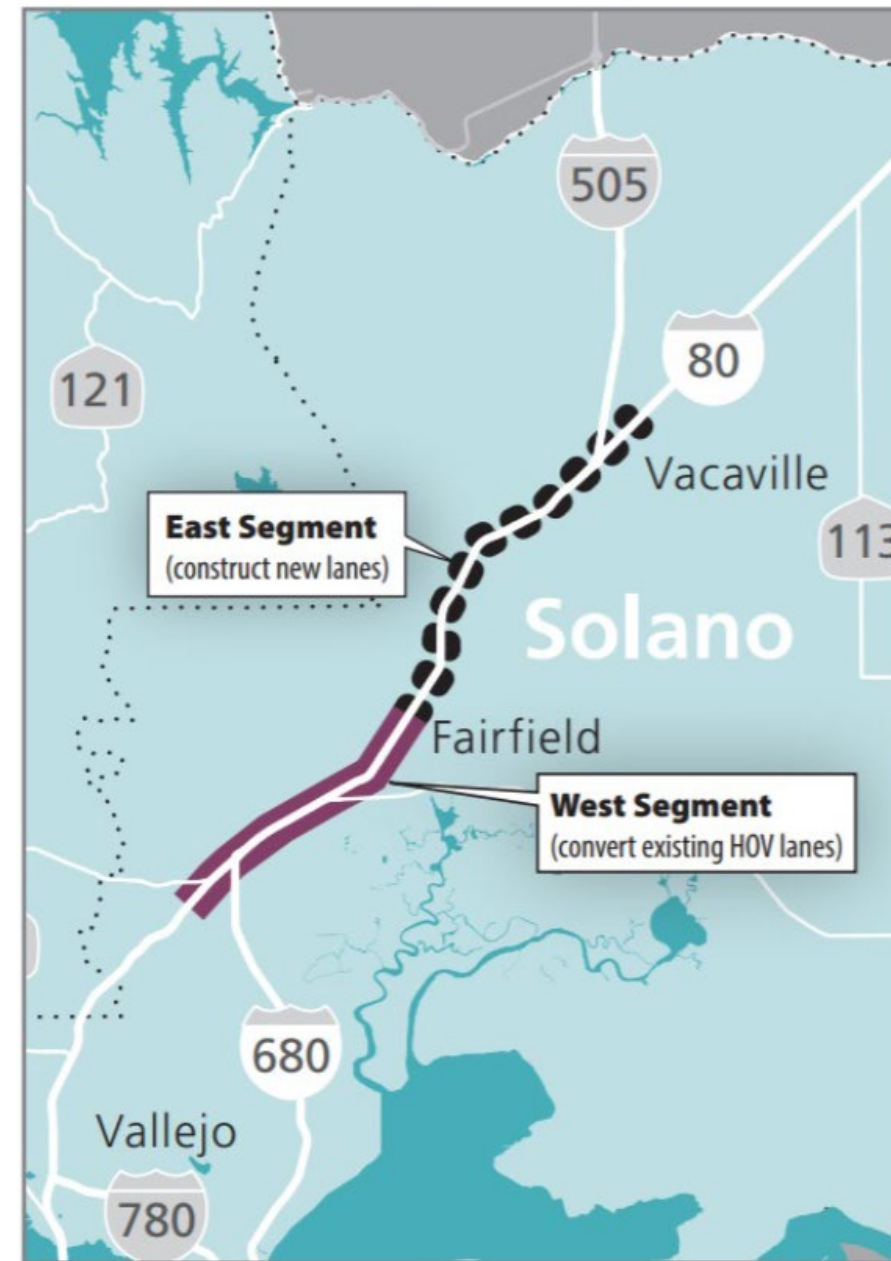 505
80
121
Vacaville
East Segment
(construct new lanes)
113
Solano
Fairfield
West Segment
(convert existing HOV lanes)
680
Vallejo
780